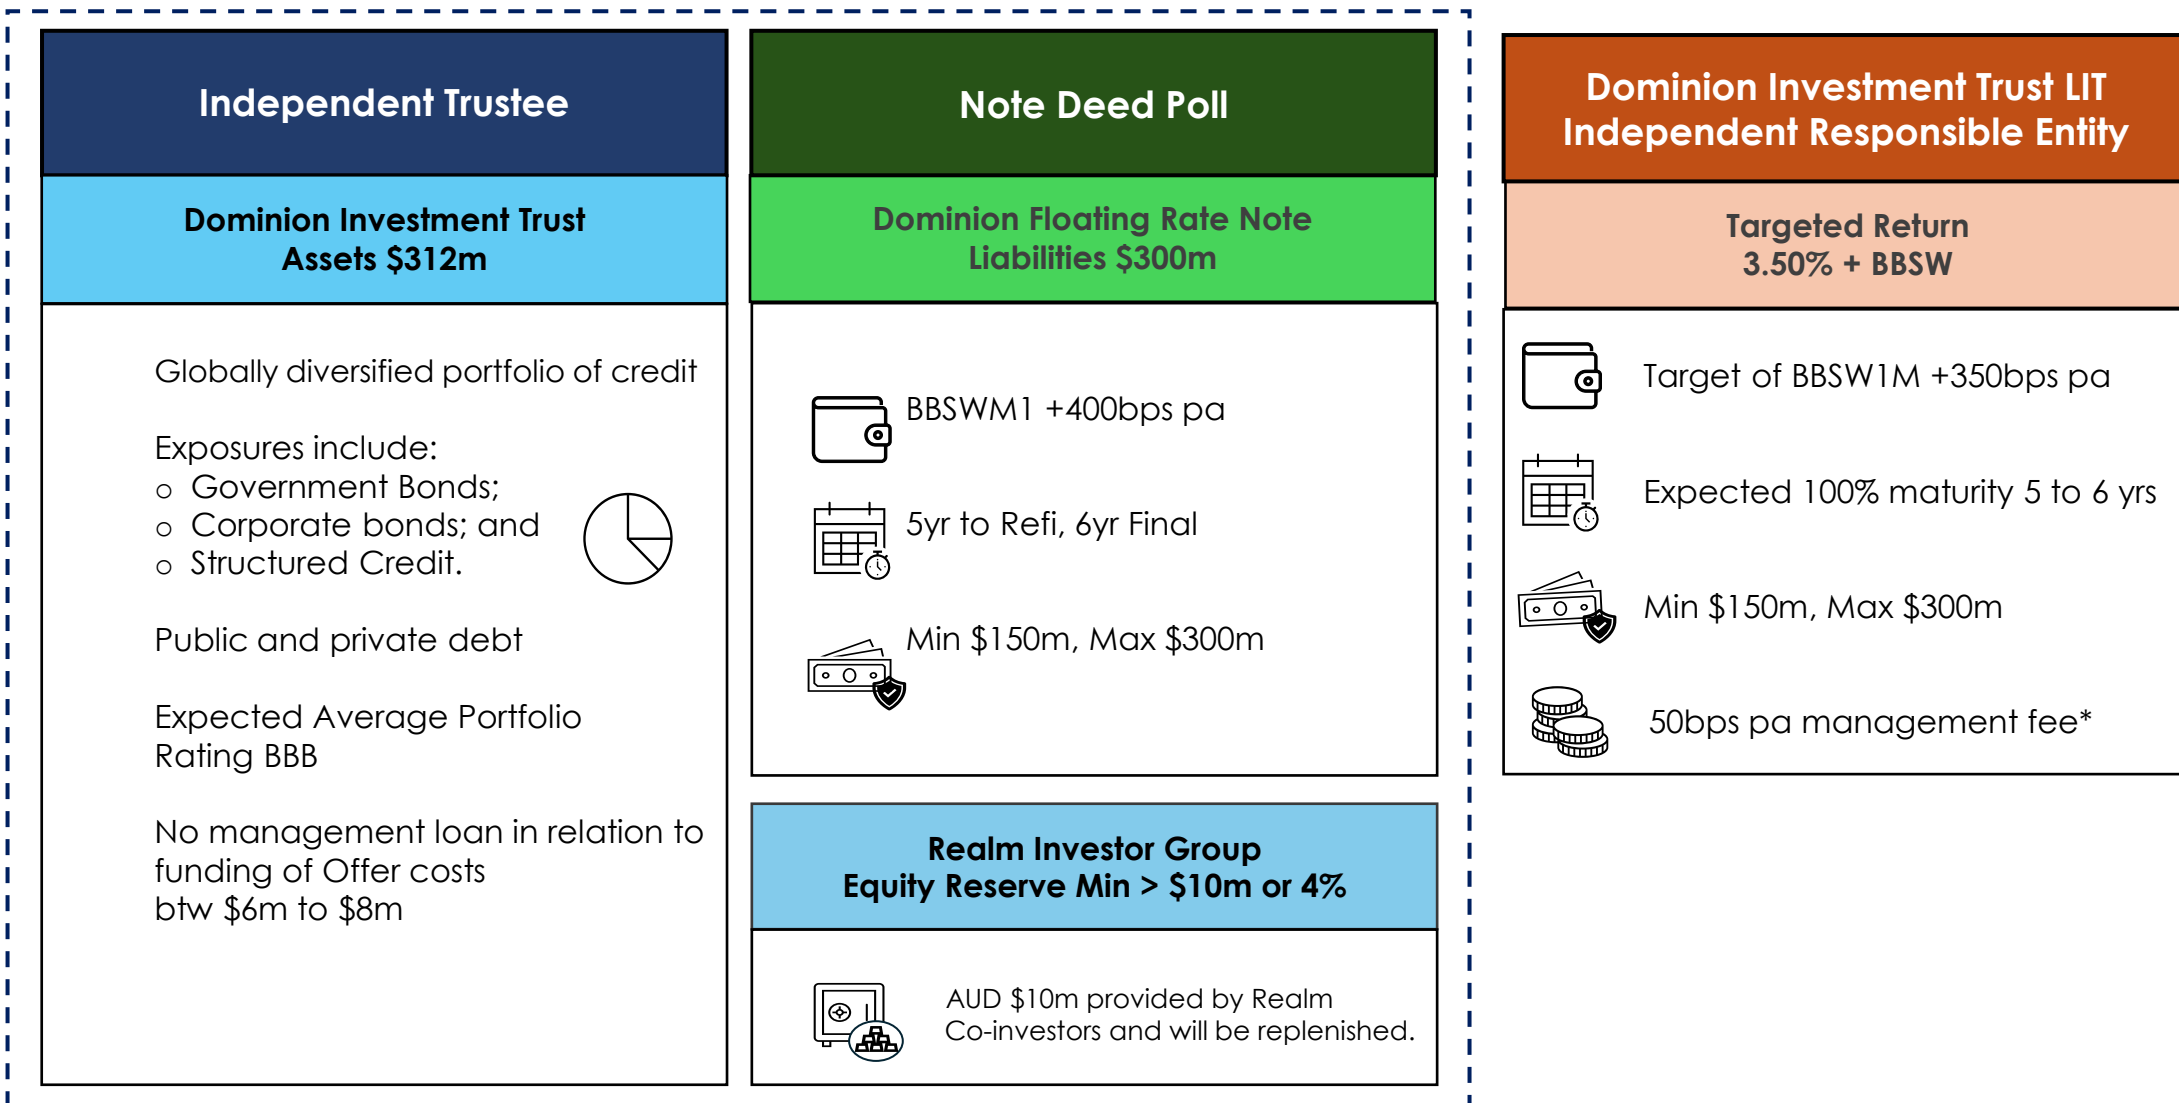 Independent Trustee
Dominion Investment Trust
Assets $312m
Globally diversified portfolio of credit
Exposures include:
o Government Bonds;
o Corporate bonds; and
o Structured Credit.
Public and private debt
Expected Average Portfolio
Rating BBB
No management loan in relation to
funding of Offer costs
btw $6m to $8m
Note Deed Poll
Dominion Floating Rate Note
Liabilities $300m
BBSWM1 +400bps pa
5yr to Refi, 6yr Final
Min $150m, Max $300m
Realm Investor Group
Equity Reserve Min > $10m or 4%
AUD $10m provided by Realm
Co-investors and will be replenished.
Dominion Investment Trust LIT
Independent Responsible Entity
Targeted Return
3.50% + BBSW
Target of BBSW1M +350bps pa
Expected 100% maturity 5 to 6 yrs
Min $150m, Max $300m
50bps pa management fee*